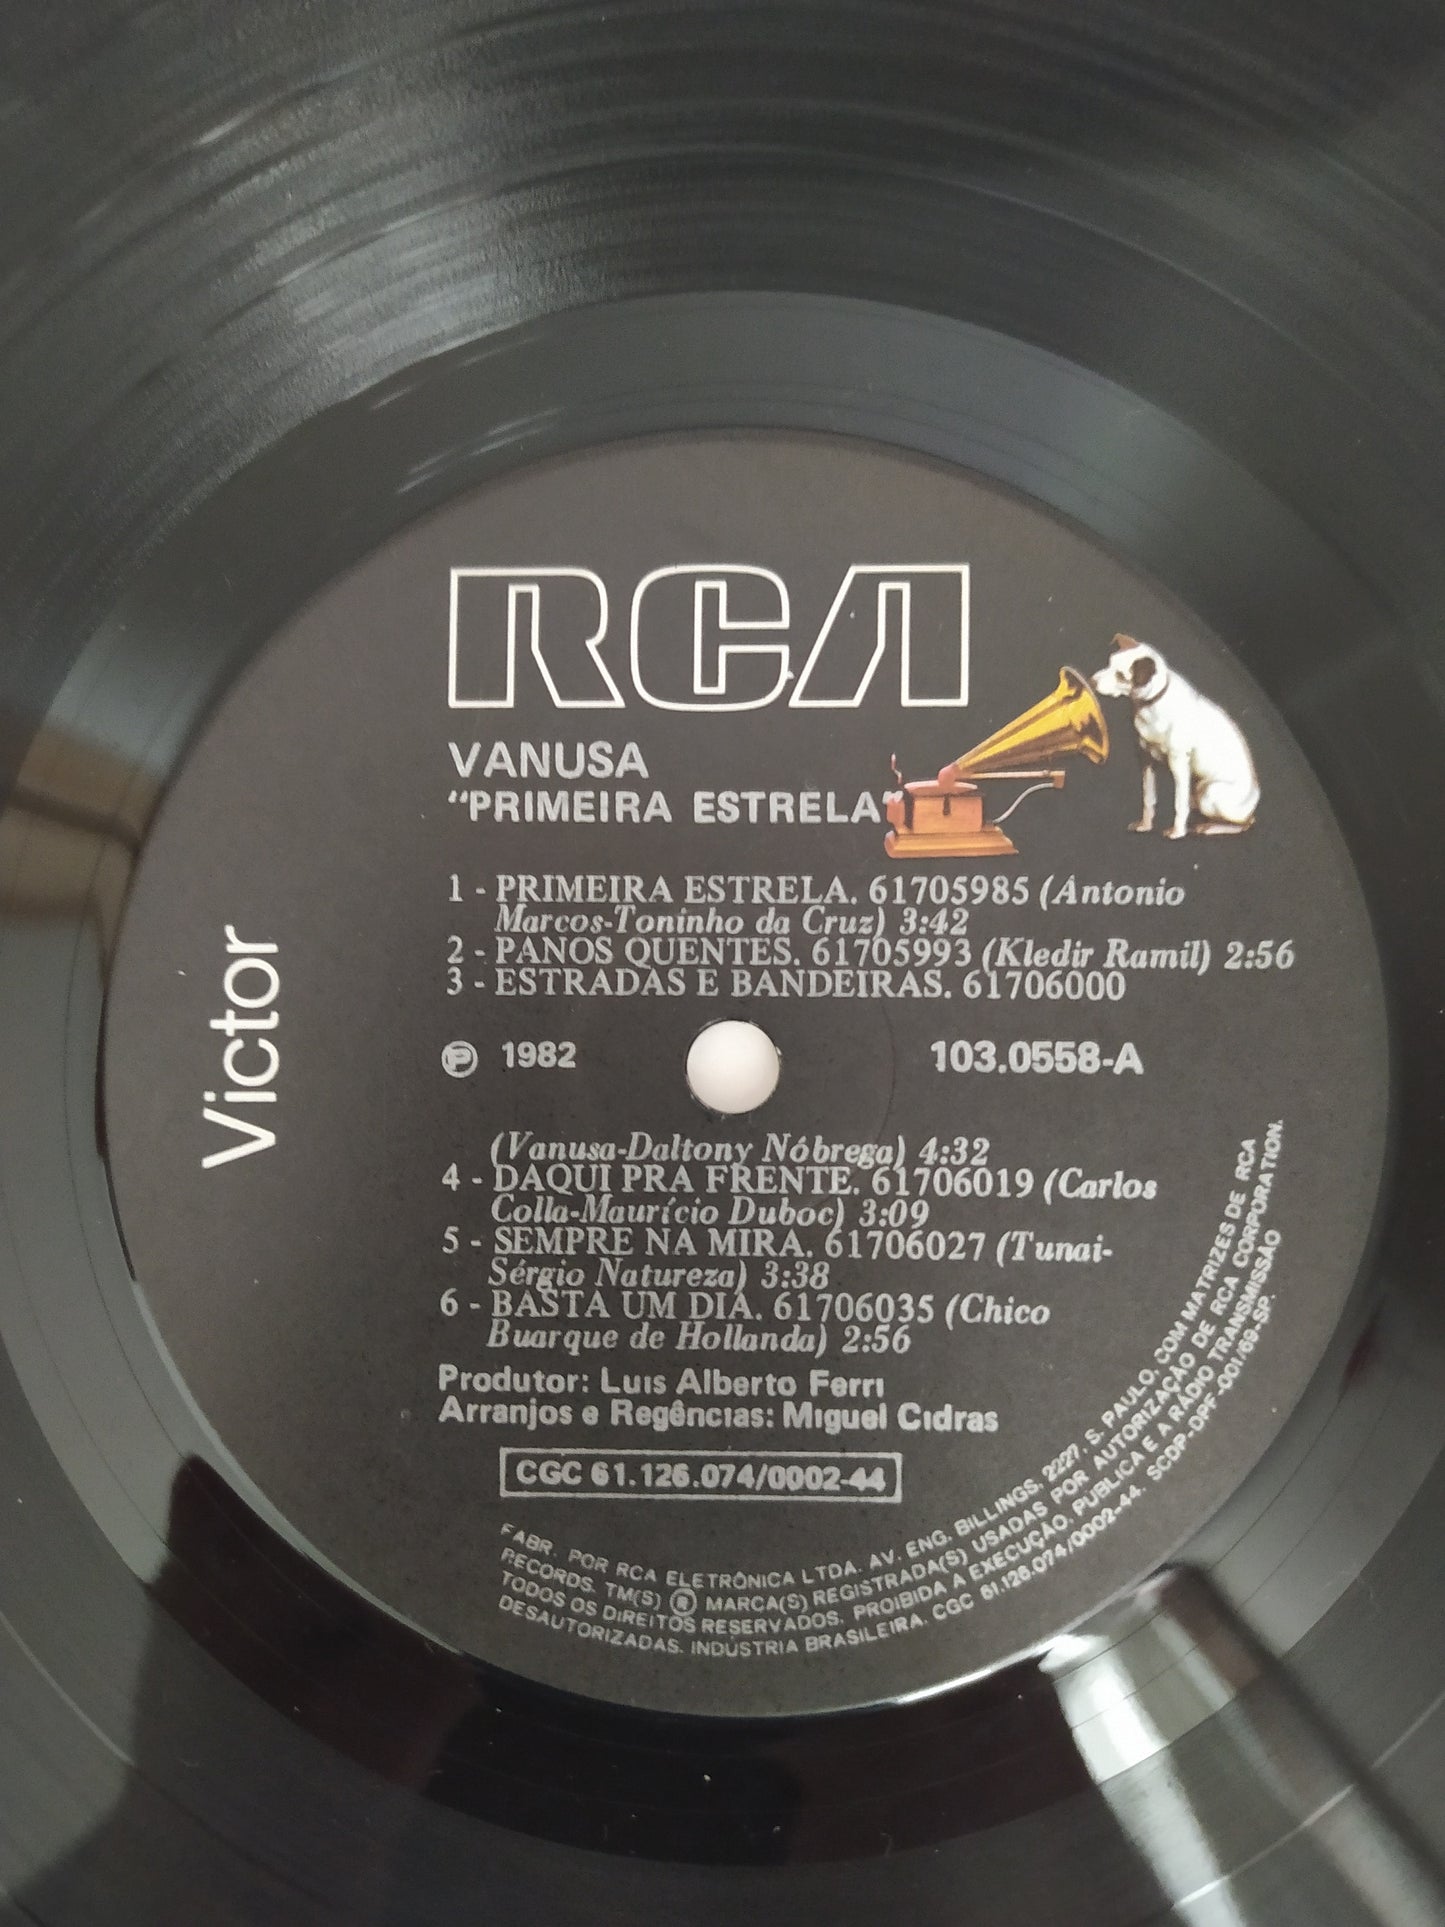 RCA
VANUSA
"PRIMEIRA ESTRELA"
1 - PRIMEIRA ESTRELA. 61705985 (Antonio
Marcos-Toninho da Cruz) 3:42
2 - PANOS QUENTES. 61705993 (Kledir Ramil) 2:56
3 - ESTRADAS E BANDEIRAS. 61706000
Victor
℗ 1982
103.0558-A
(Vanusa-Daltony Nóbrega) 4:32
4 - DAQUI PRA FRENTE. 61706019 (Carlos
Colla-Maurício Duboc) 3:09
5 - SEMPRE NA MIRA. 61706027 (Tunai-
Sérgio Natureza) 3:38
6 - BASTA UM DIA. 61706035 (Chico
Buarque de Hollanda) 2:56
Produtor: Luis Alberto Ferri
Arranjos e Regências: Miguel Cidras
CGC 61.126.074/0002-44
FABR. POR RCA ELETRÔNICA LTDA. AV. ENG. BILLINGS, 2227, S. PAULO, COM MATRIZES DE RCA
RECORDS. TM(S) ® MARCA(S) REGISTRADA(S) USADAS POR AUTORIZAÇÃO DE RCA CORPORATION.
TODOS OS DIREITOS RESERVADOS. PROIBIDA A EXECUÇÃO, PUBLICA E A RÁDIO TRANSMISSÃO
DESAUTORIZADAS. INDÚSTRIA BRASILEIRA. CGC 61.126.074/0002-44. SCDP-DPF-001/69-SP.